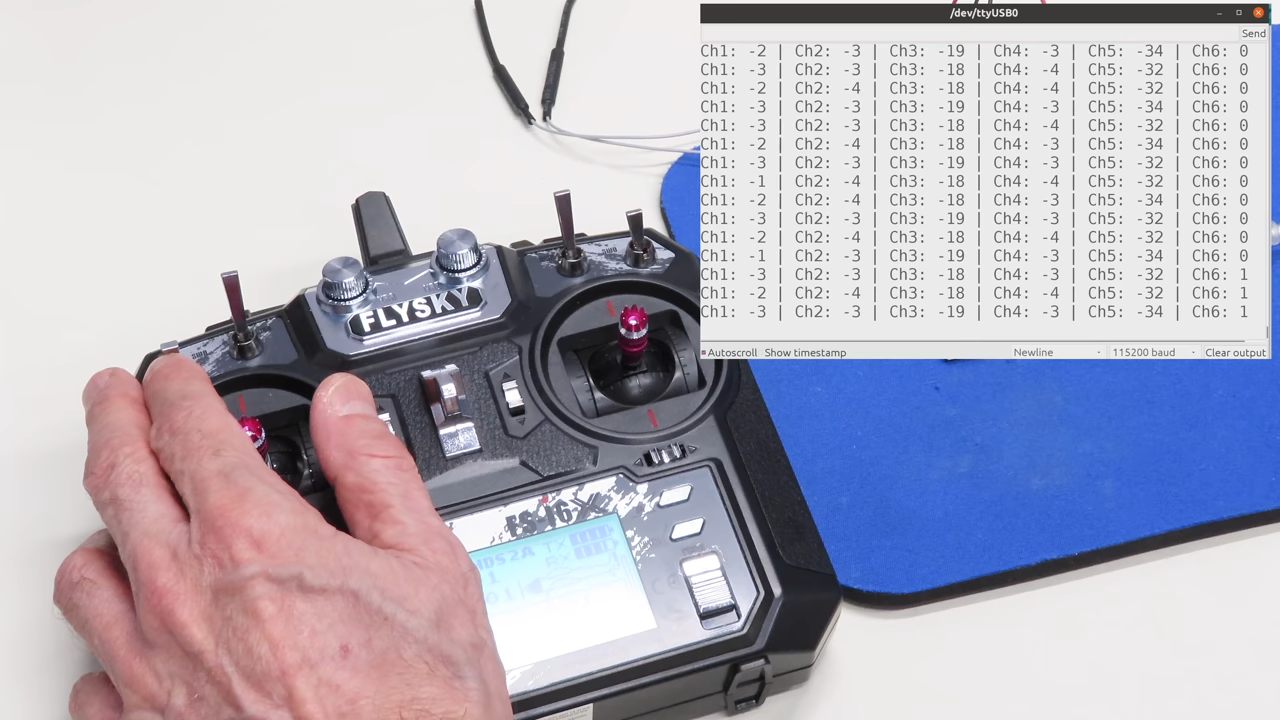 /dev/ttyUSB0
Send
Ch1: -2 | Ch2: -3 | Ch3: -19 | Ch4: -3 | Ch5: -34 | Ch6: 0
Ch1: -3 | Ch2: -3 | Ch3: -18 | Ch4: -4 | Ch5: -32 | Ch6: 0
Ch1: -2 | Ch2: -4 | Ch3: -18 | Ch4: -4 | Ch5: -32 | Ch6: 0
Ch1: -3 | Ch2: -3 | Ch3: -19 | Ch4: -3 | Ch5: -34 | Ch6: 0
Ch1: -3 | Ch2: -3 | Ch3: -18 | Ch4: -4 | Ch5: -32 | Ch6: 0
Ch1: -2 | Ch2: -4 | Ch3: -18 | Ch4: -3 | Ch5: -34 | Ch6: 0
Ch1: -3 | Ch2: -3 | Ch3: -19 | Ch4: -3 | Ch5: -32 | Ch6: 0
Ch1: -1 | Ch2: -4 | Ch3: -18 | Ch4: -4 | Ch5: -32 | Ch6: 0
Ch1: -2 | Ch2: -4 | Ch3: -18 | Ch4: -3 | Ch5: -34 | Ch6: 0
Ch1: -3 | Ch2: -3 | Ch3: -19 | Ch4: -3 | Ch5: -32 | Ch6: 0
Ch1: -2 | Ch2: -4 | Ch3: -18 | Ch4: -4 | Ch5: -32 | Ch6: 0
Ch1: -1 | Ch2: -3 | Ch3: -18 | Ch4: -3 | Ch5: -34 | Ch6: 0
Ch1: -3 | Ch2: -3 | Ch3: -18 | Ch4: -3 | Ch5: -32 | Ch6: 1
Ch1: -2 | Ch2: -4 | Ch3: -18 | Ch4: -4 | Ch5: -32 | Ch6: 1
Ch1: -3 | Ch2: -3 | Ch3: -19 | Ch4: -3 | Ch5: -34 | Ch6: 1
Autoscroll Show timestamp Newline 115200 baud Clear output
FLYSKY
FS-i6X
TX
RX